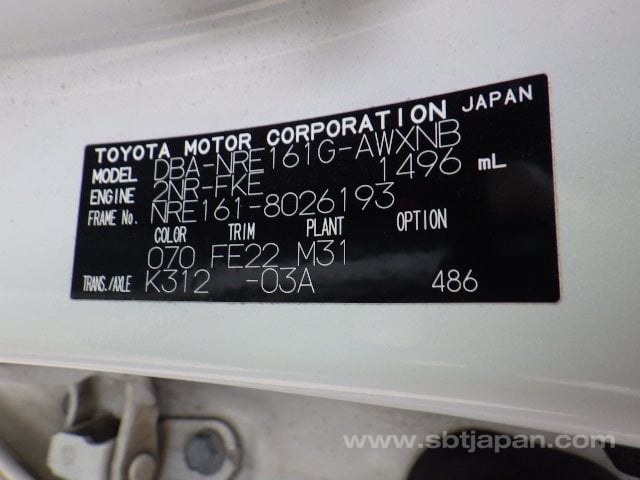 TOYOTA MOTOR CORPORATION JAPAN
MODEL DBA-NRE161G-AWXNB
ENGINE 2NR-FKE 1496 mL
FRAME No. NRE161-8026193
COLOR TRIM PLANT OPTION
070 FE22 M31
TRANS./AXLE K312 -03A 486
www.sbtjapan.com